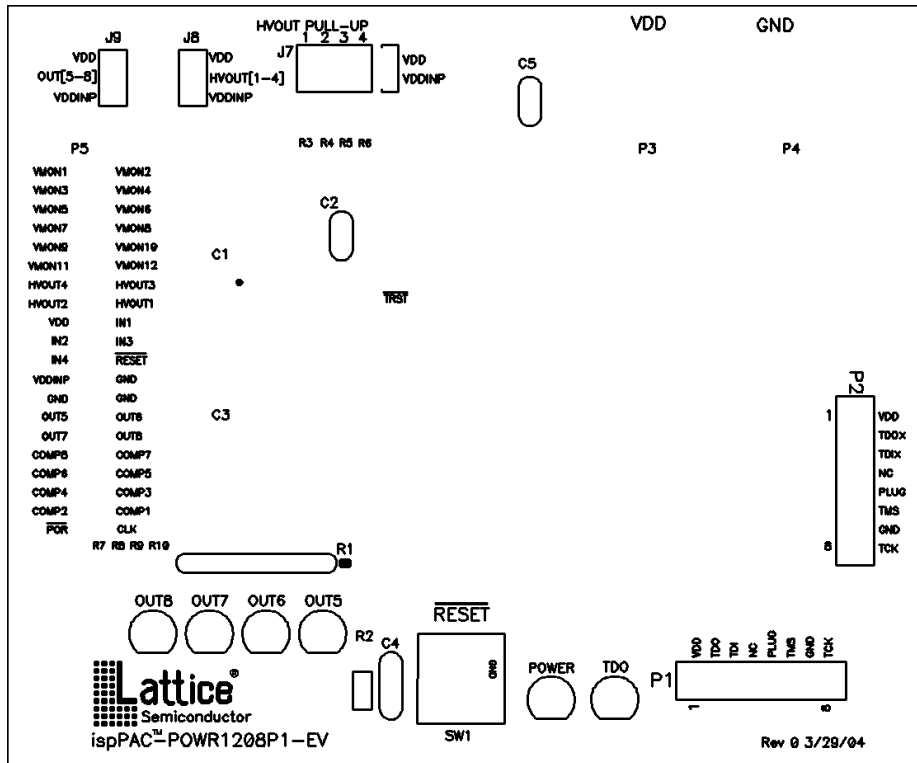 HVOUT PULL-UP
VDD GND
J9 J8 J7 1 2 3 4
VDD VDD VDD
OUT[5-8] HVOUT[1-4] VDDINP
VDDINP VDDINP
C5
R3 R4 R5 R6
P5 P3 P4
VMON1 VMON2
VMON3 VMON4
VMON5 VMON6
VMON7 VMON8
VMON9 VMON10
VMON11 VMON12
HVOUT4 HVOUT3
HVOUT2 HVOUT1
VDD IN1
IN2 IN3
IN4 RESET
VDDINP GND
GND GND
OUT5 OUT6
OUT7 OUT8
COMP8 COMP7
COMP6 COMP5
COMP4 COMP3
COMP2 COMP1
POR CLK
R7 R8 R9 R10
C2
C1
TRST
C3
P2
1 VDD
TDOX
TDIX
NC
PLUG
TMS
GND
8 TCK
R1
OUT8 OUT7 OUT6 OUT5
R2 C4
RESET
GND
SW1
POWER TDO
P1
VDD TDO TDI NC PLUG TMS GND TCK
1 8
Lattice®
Semiconductor
ispPAC™-POWR1208P1-EV
Rev 0 3/29/04